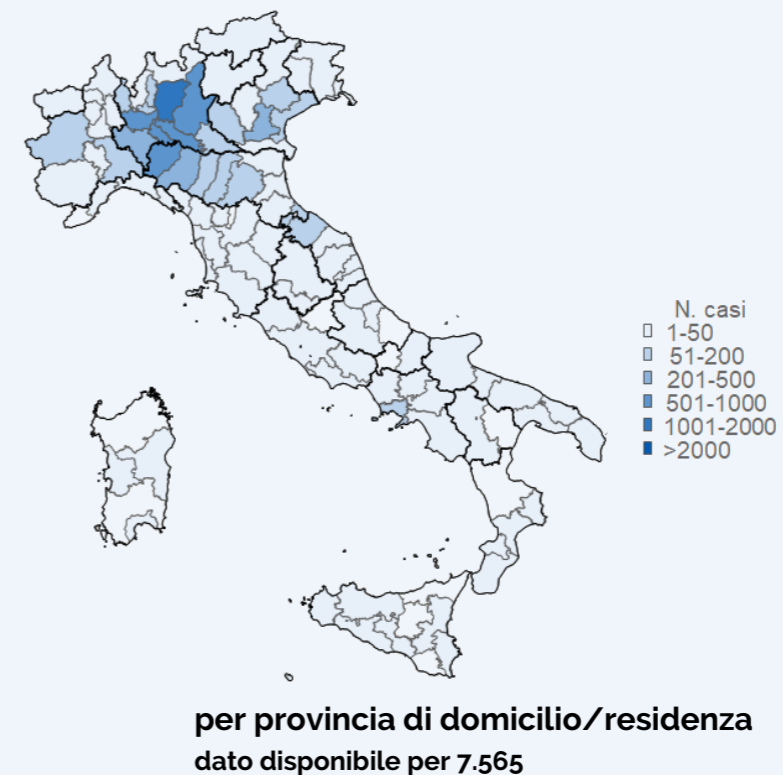 N. casi
1-50
51-200
201-500
501-1000
1001-2000
>2000
per provincia di domicilio/residenza
dato disponibile per 7.565